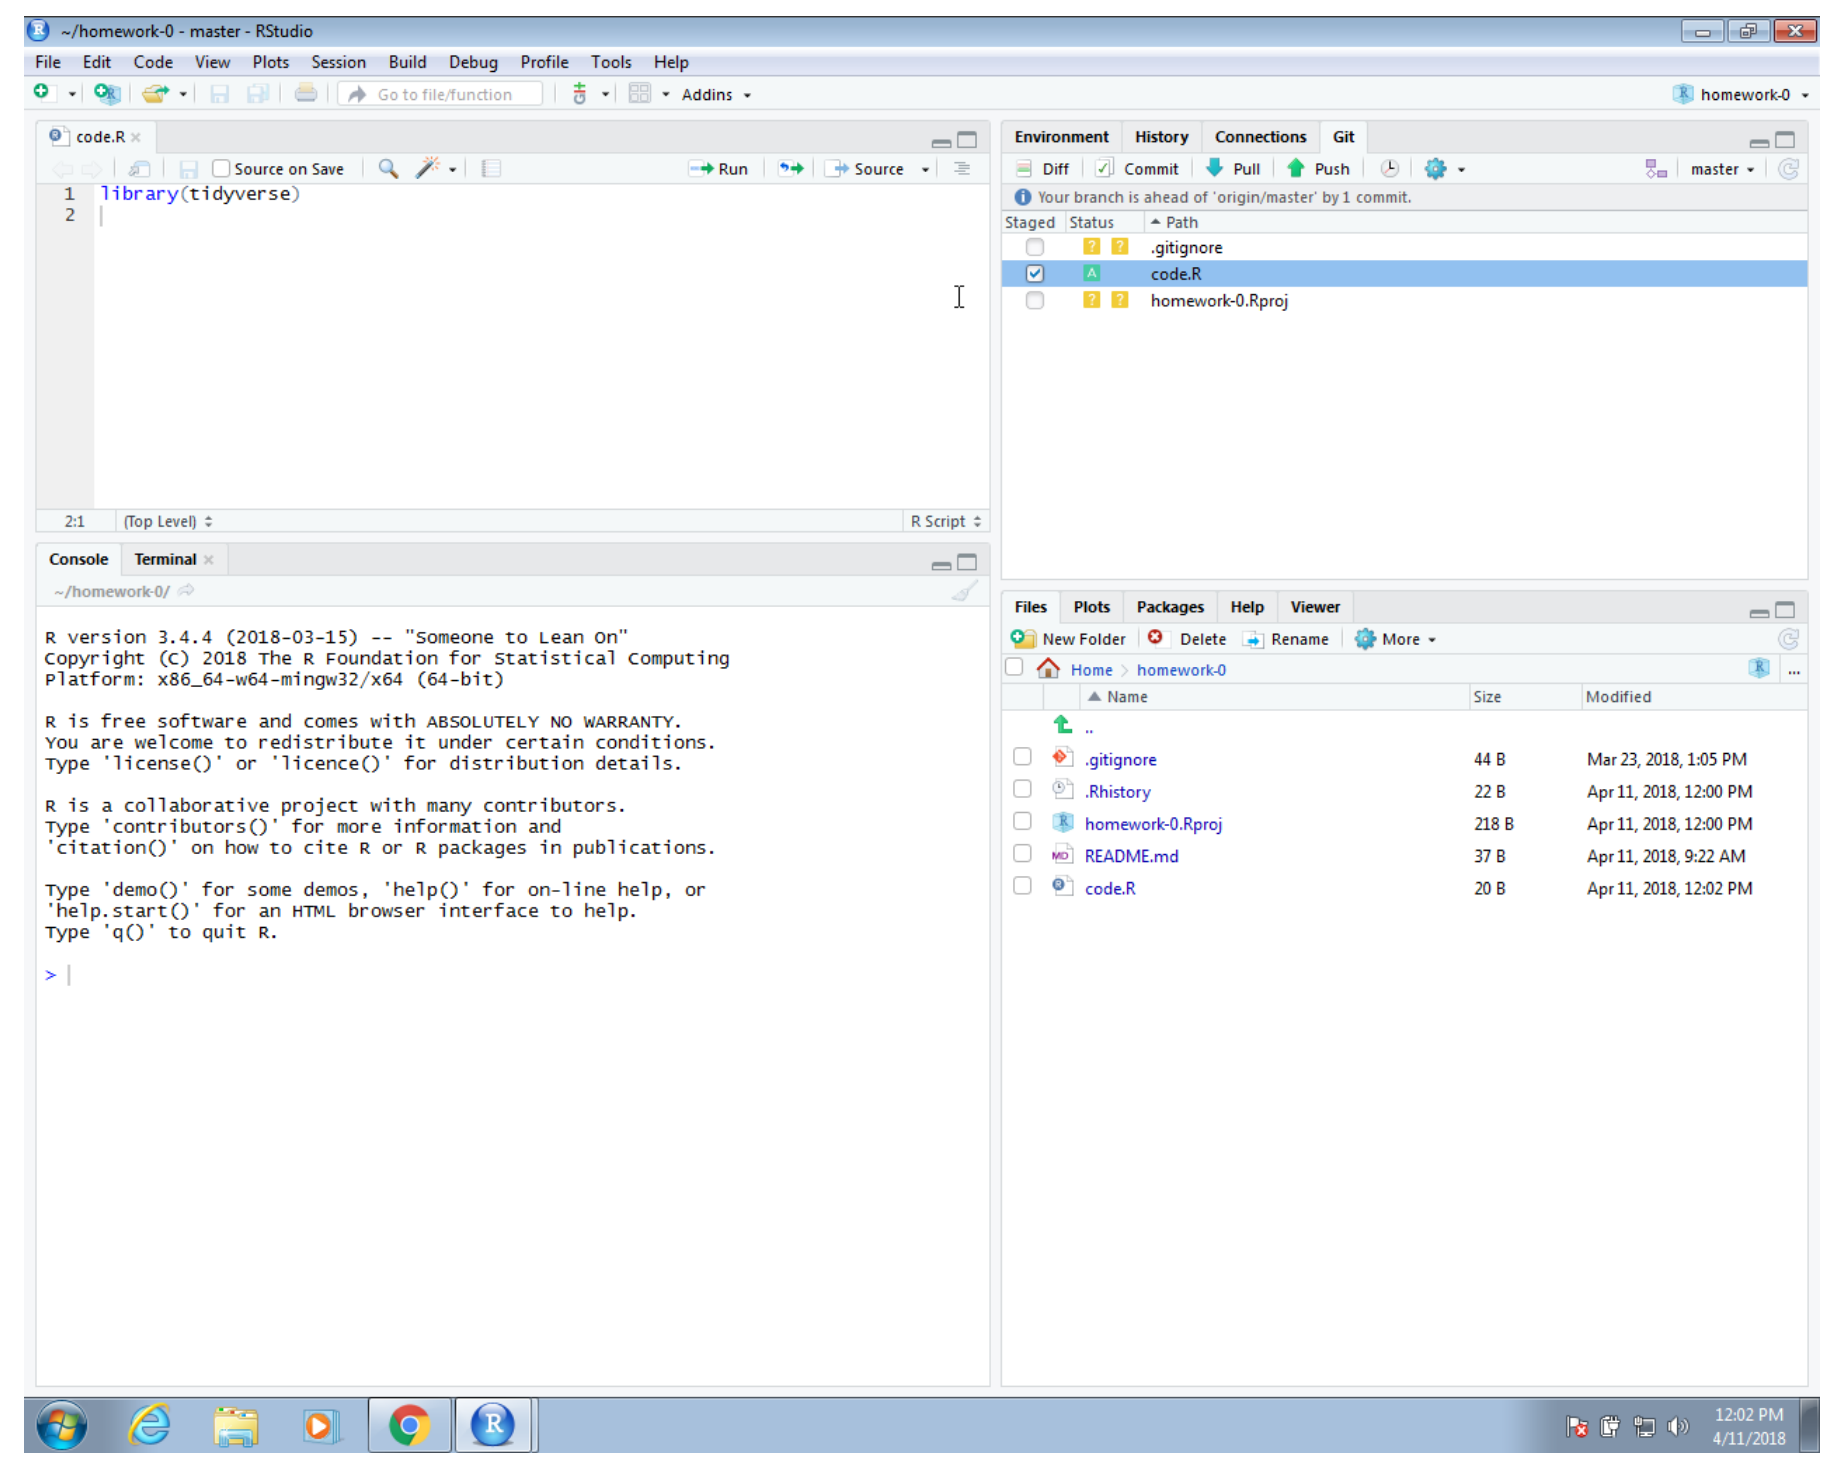 ~/homework-0 - master - RStudio
File Edit Code View Plots Session Build Debug Profile Tools Help
Go to file/function Addins homework-0
code.R
Source on Save Run Source
1 library(tidyverse)
2
2:1 (Top Level) R Script
Console Terminal
~/homework-0/
R version 3.4.4 (2018-03-15) -- "Someone to Lean On"
Copyright (C) 2018 The R Foundation for Statistical Computing
Platform: x86_64-w64-mingw32/x64 (64-bit)
R is free software and comes with ABSOLUTELY NO WARRANTY.
You are welcome to redistribute it under certain conditions.
Type 'license()' or 'licence()' for distribution details.
R is a collaborative project with many contributors.
Type 'contributors()' for more information and
'citation()' on how to cite R or R packages in publications.
Type 'demo()' for some demos, 'help()' for on-line help, or
'help.start()' for an HTML browser interface to help.
Type 'q()' to quit R.
>
Environment History Connections Git
Diff Commit Pull Push master
Your branch is ahead of 'origin/master' by 1 commit.
Staged Status Path
? ? .gitignore
A code.R
? ? homework-0.Rproj
Files Plots Packages Help Viewer
New Folder Delete Rename More
Home > homework-0 ...
Name Size Modified
..
.gitignore 44 B Mar 23, 2018, 1:05 PM
.Rhistory 22 B Apr 11, 2018, 12:00 PM
homework-0.Rproj 218 B Apr 11, 2018, 12:00 PM
README.md 37 B Apr 11, 2018, 9:22 AM
code.R 20 B Apr 11, 2018, 12:02 PM
12:02 PM
4/11/2018